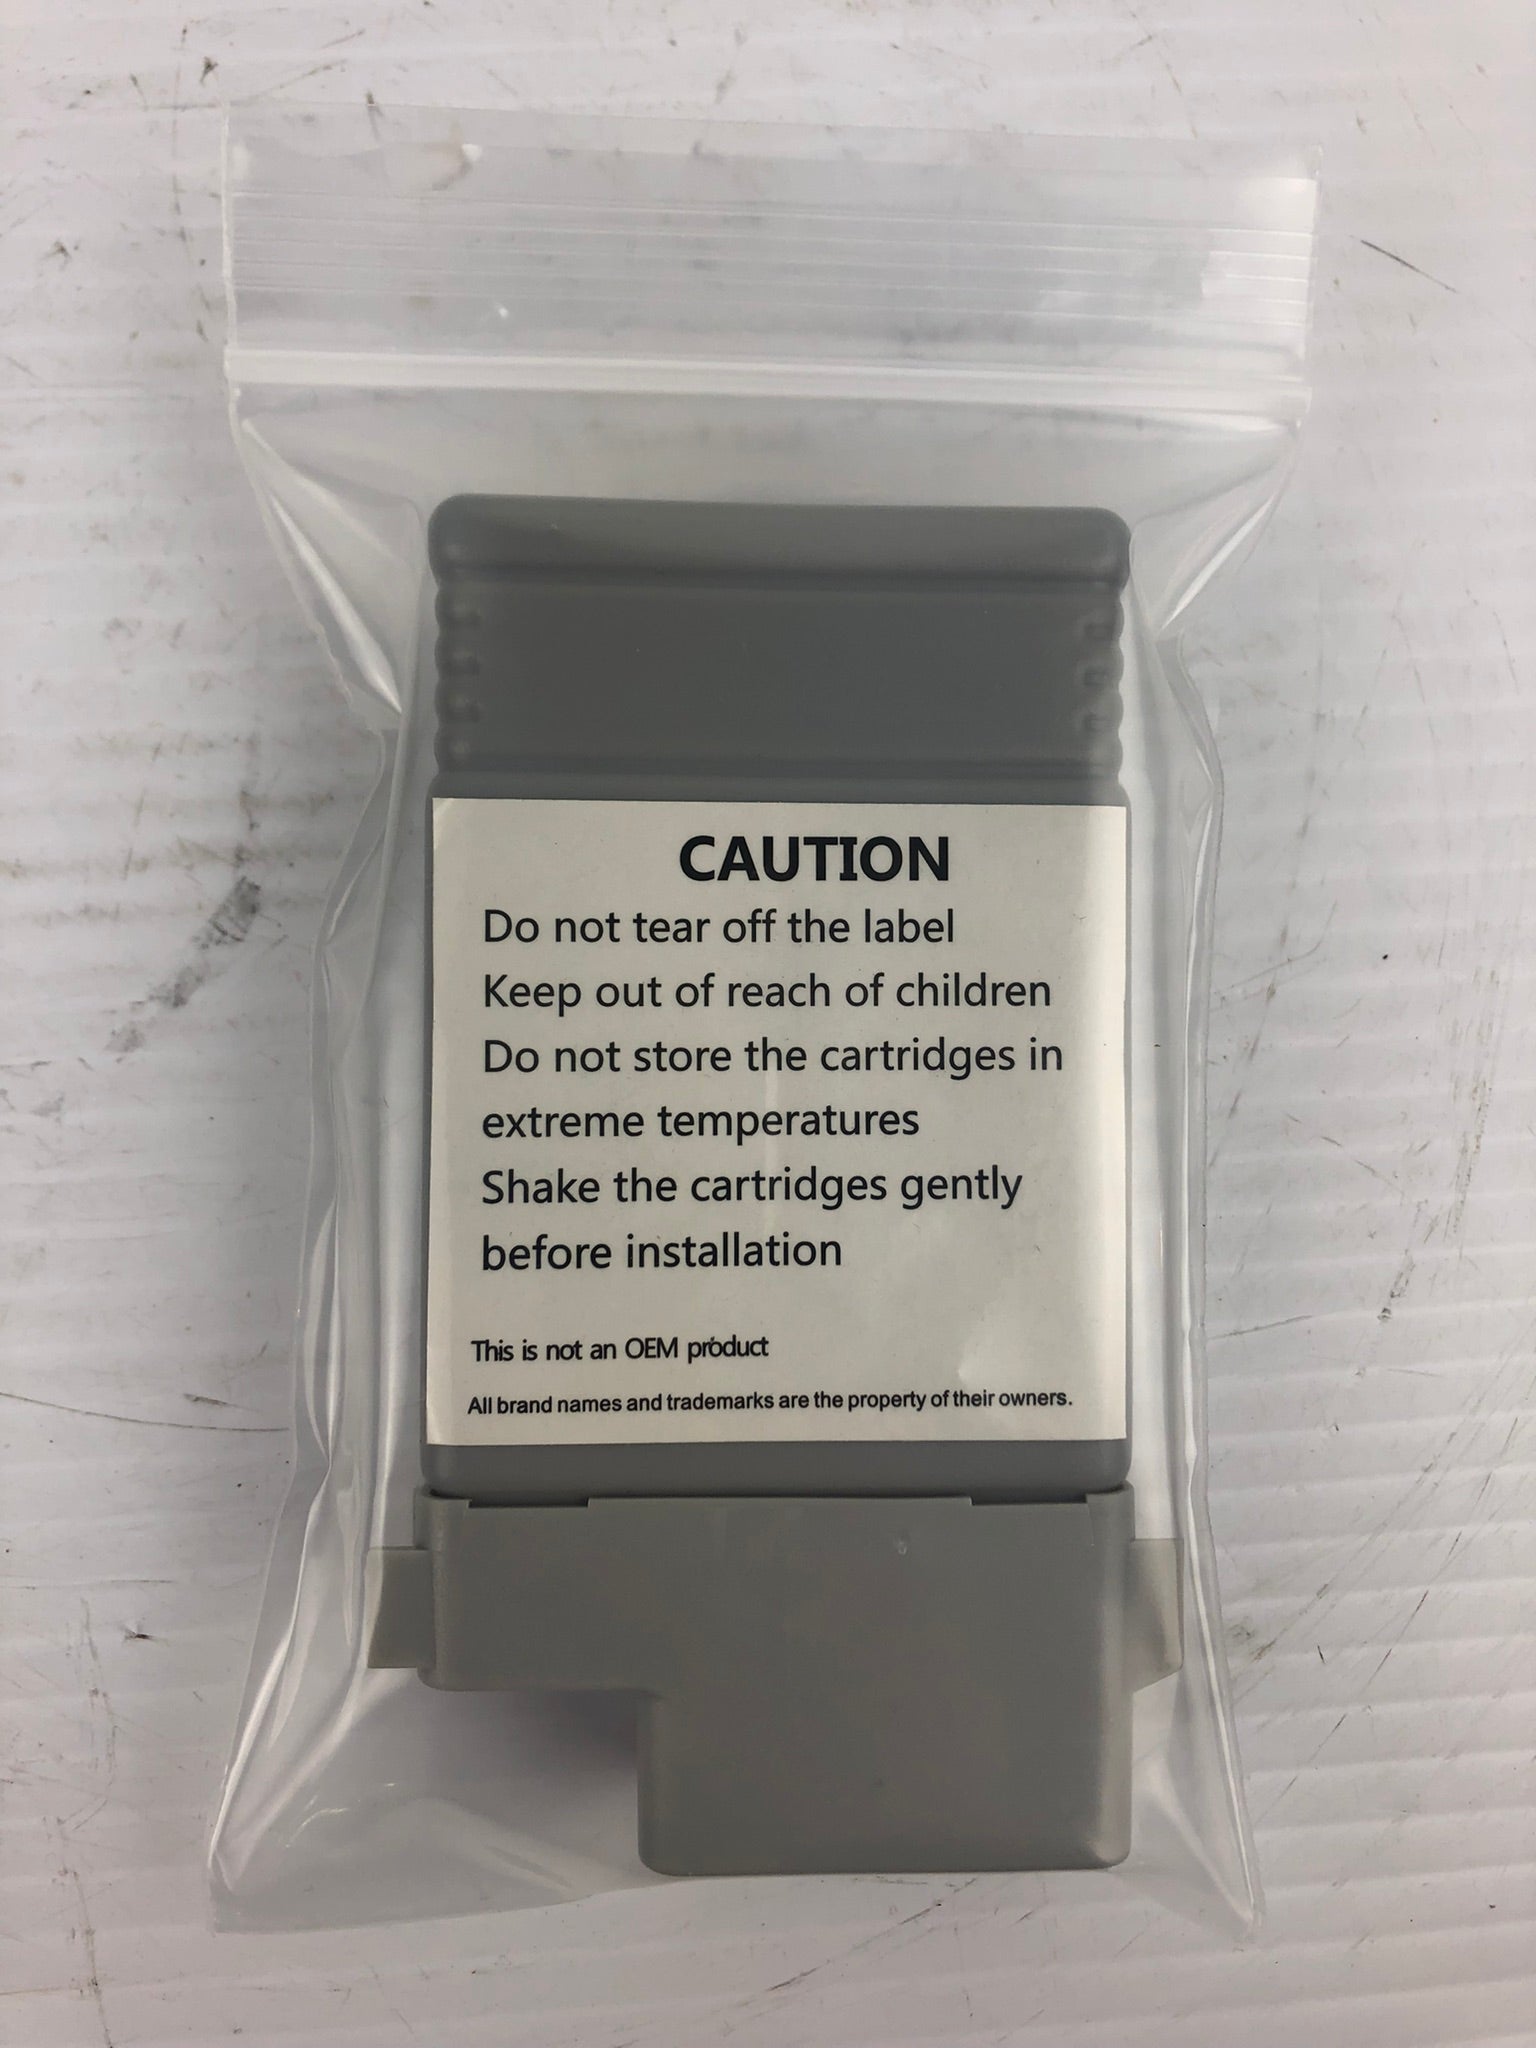 CAUTION
Do not tear off the label
Keep out of reach of children
Do not store the cartridges in
extreme temperatures
Shake the cartridges gently
before installation
This is not an OEM product
All brand names and trademarks are the property of their owners.